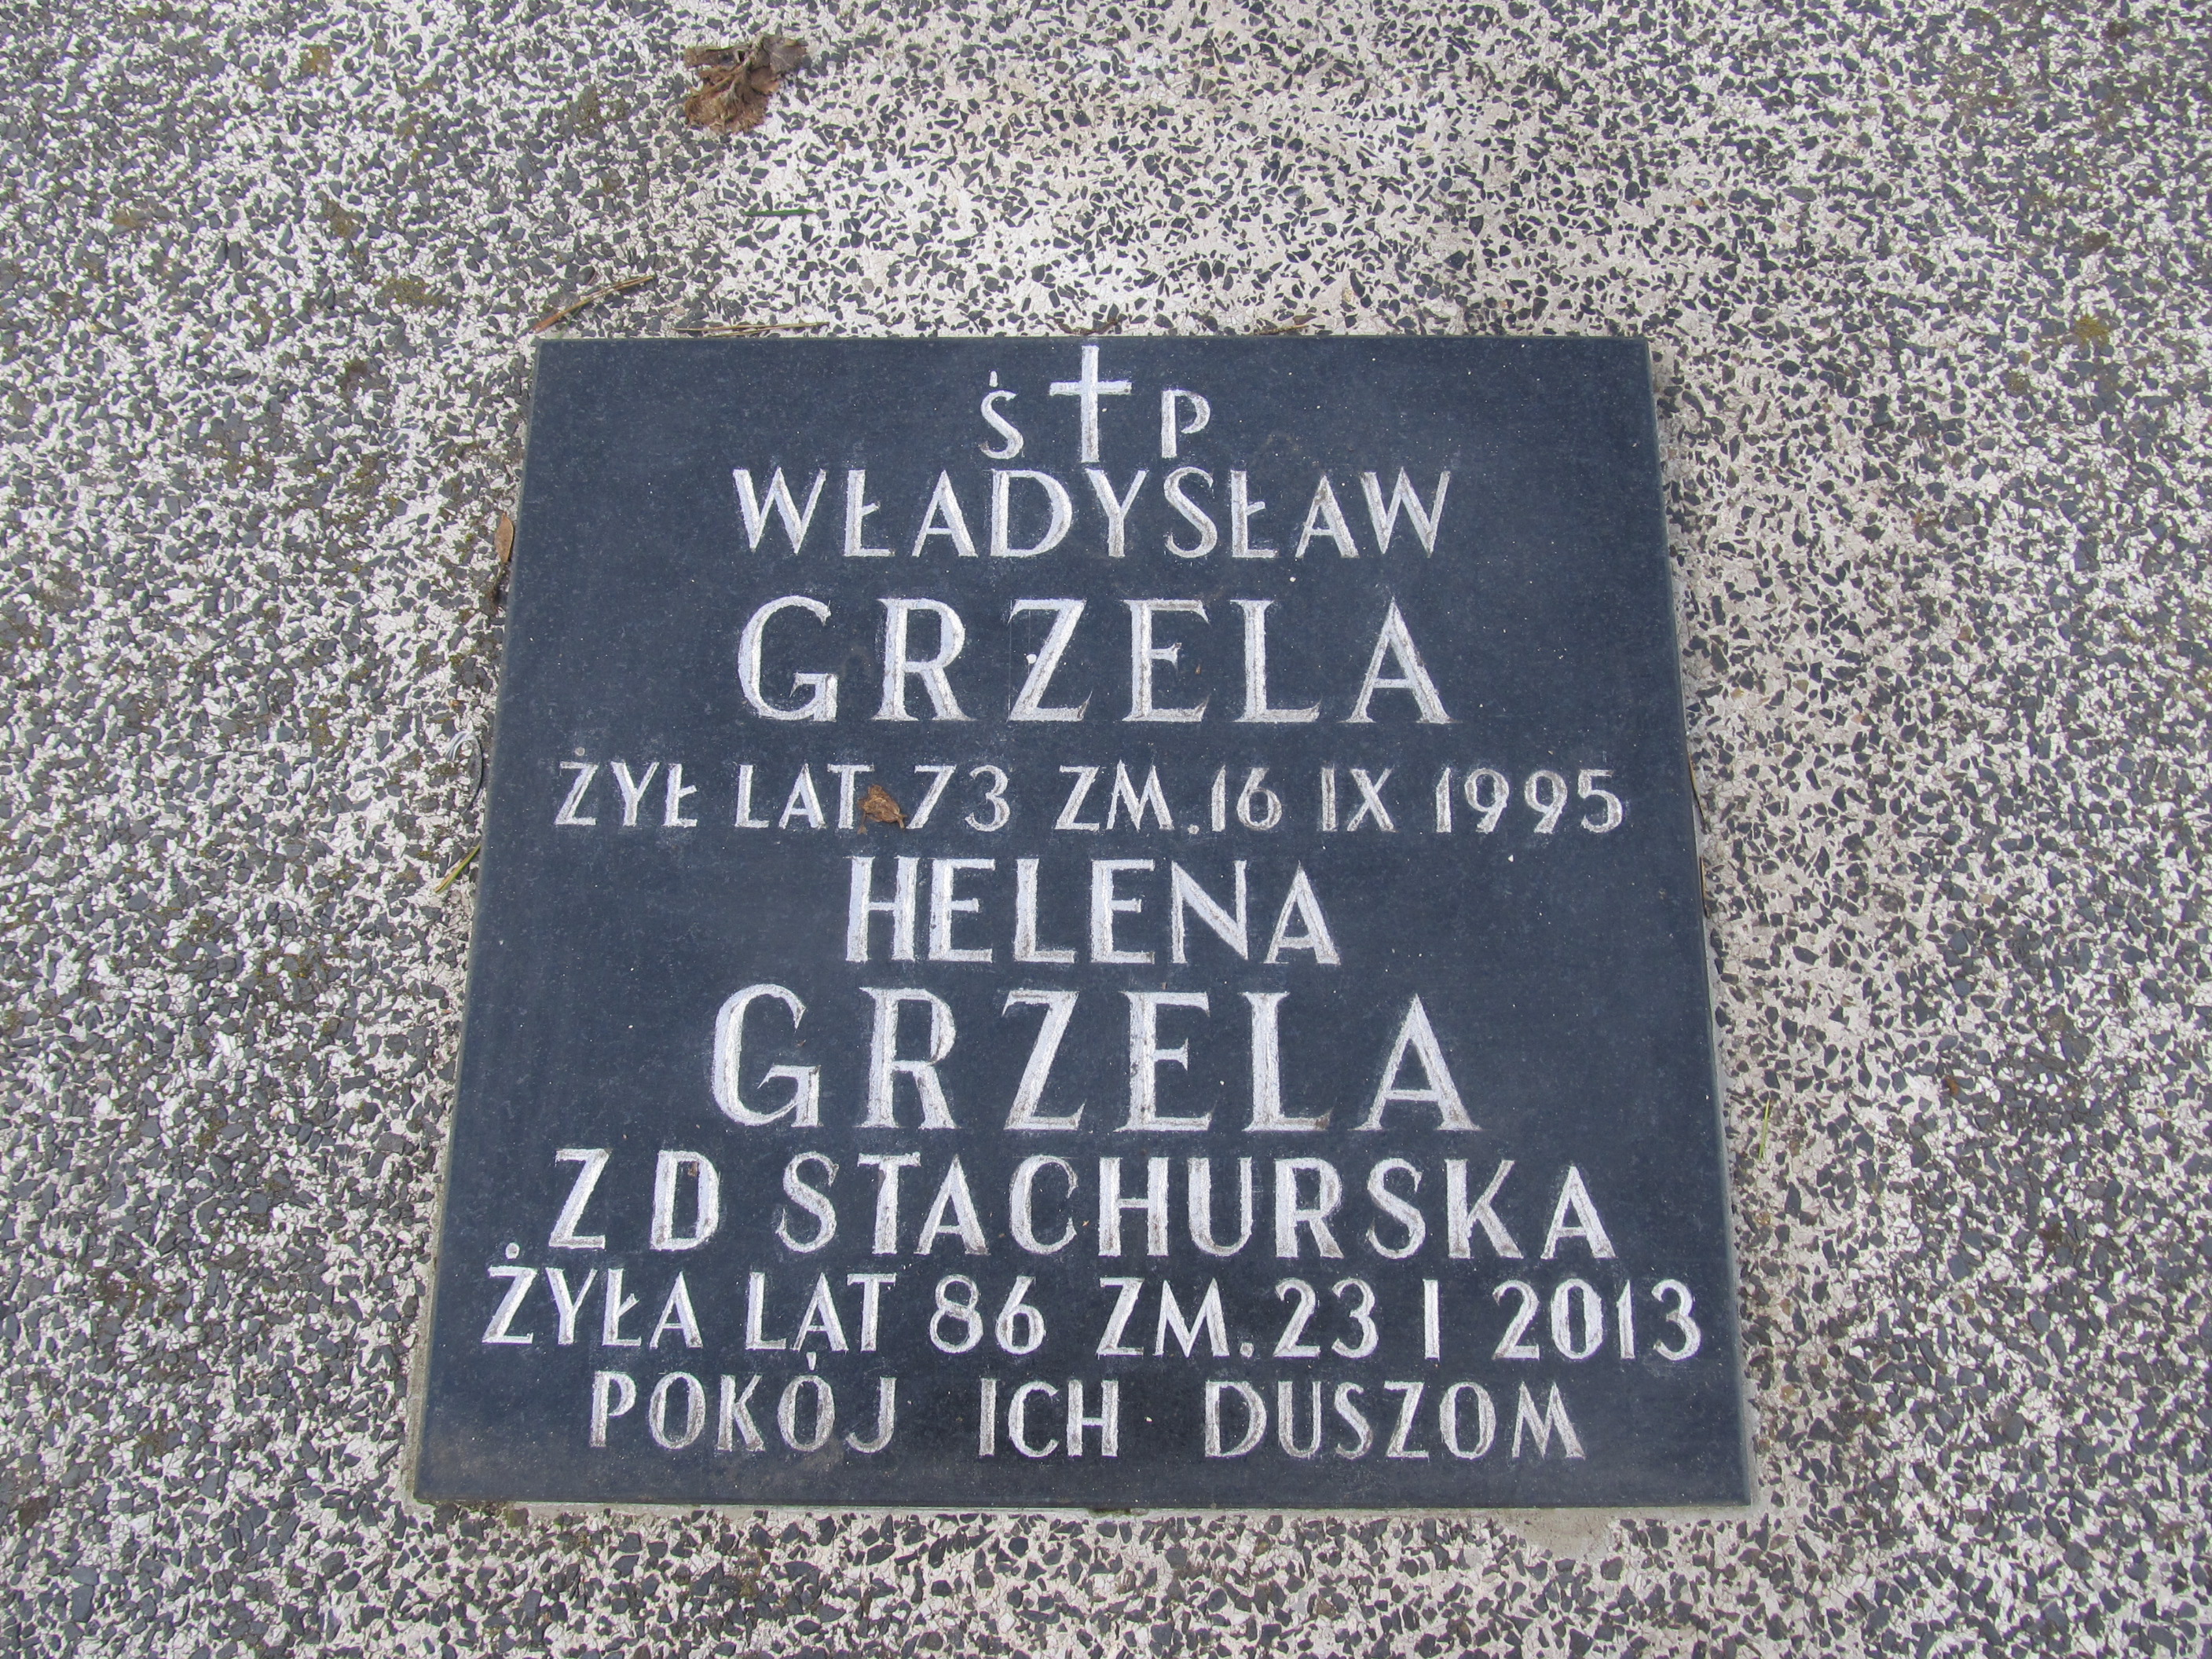 Ś P
WŁADYSŁAW
GRZELA
ŻYŁ LAT 73 ZM. 16 IX 1995
HELENA
GRZELA
Z D STACHURSKA
ŻYŁA LAT 86 ZM. 23 I 2013
POKÓJ ICH DUSZOM